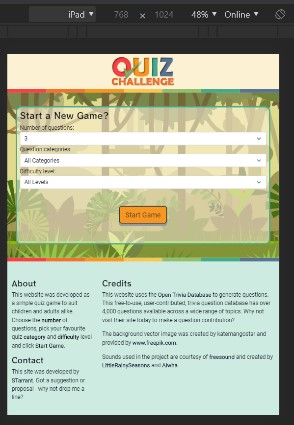 iPad ▼ 768 × 1024 48% ▼ Online ▼
QUIZ
CHALLENGE
Start a New Game?
Number of questions:
3
Question categories
All Categories
Difficulty level
All Levels
Start Game
About
This website was developed as
a simple quiz game to suit
children and adults alike.
Choose the number of
questions, pick your favourite
quiz category and difficulty level
and click Start Game.
Contact
This website was developed by
STarrant. Got a suggestion or
proposal - why not drop me a
line?
Credits
This website uses the Open Trivia Database to generate questions.
This free-to-use, user-contributed, trivia question database has over
4,000 questions available across a wide range of topics. Why not
visit their site today to make a question contribution?
The background vector image was created by katemangostar and
provided by www.freepik.com.
Sounds used in the project are courtesy of freesound and created by
LittleRainySeasons and Aiwha.